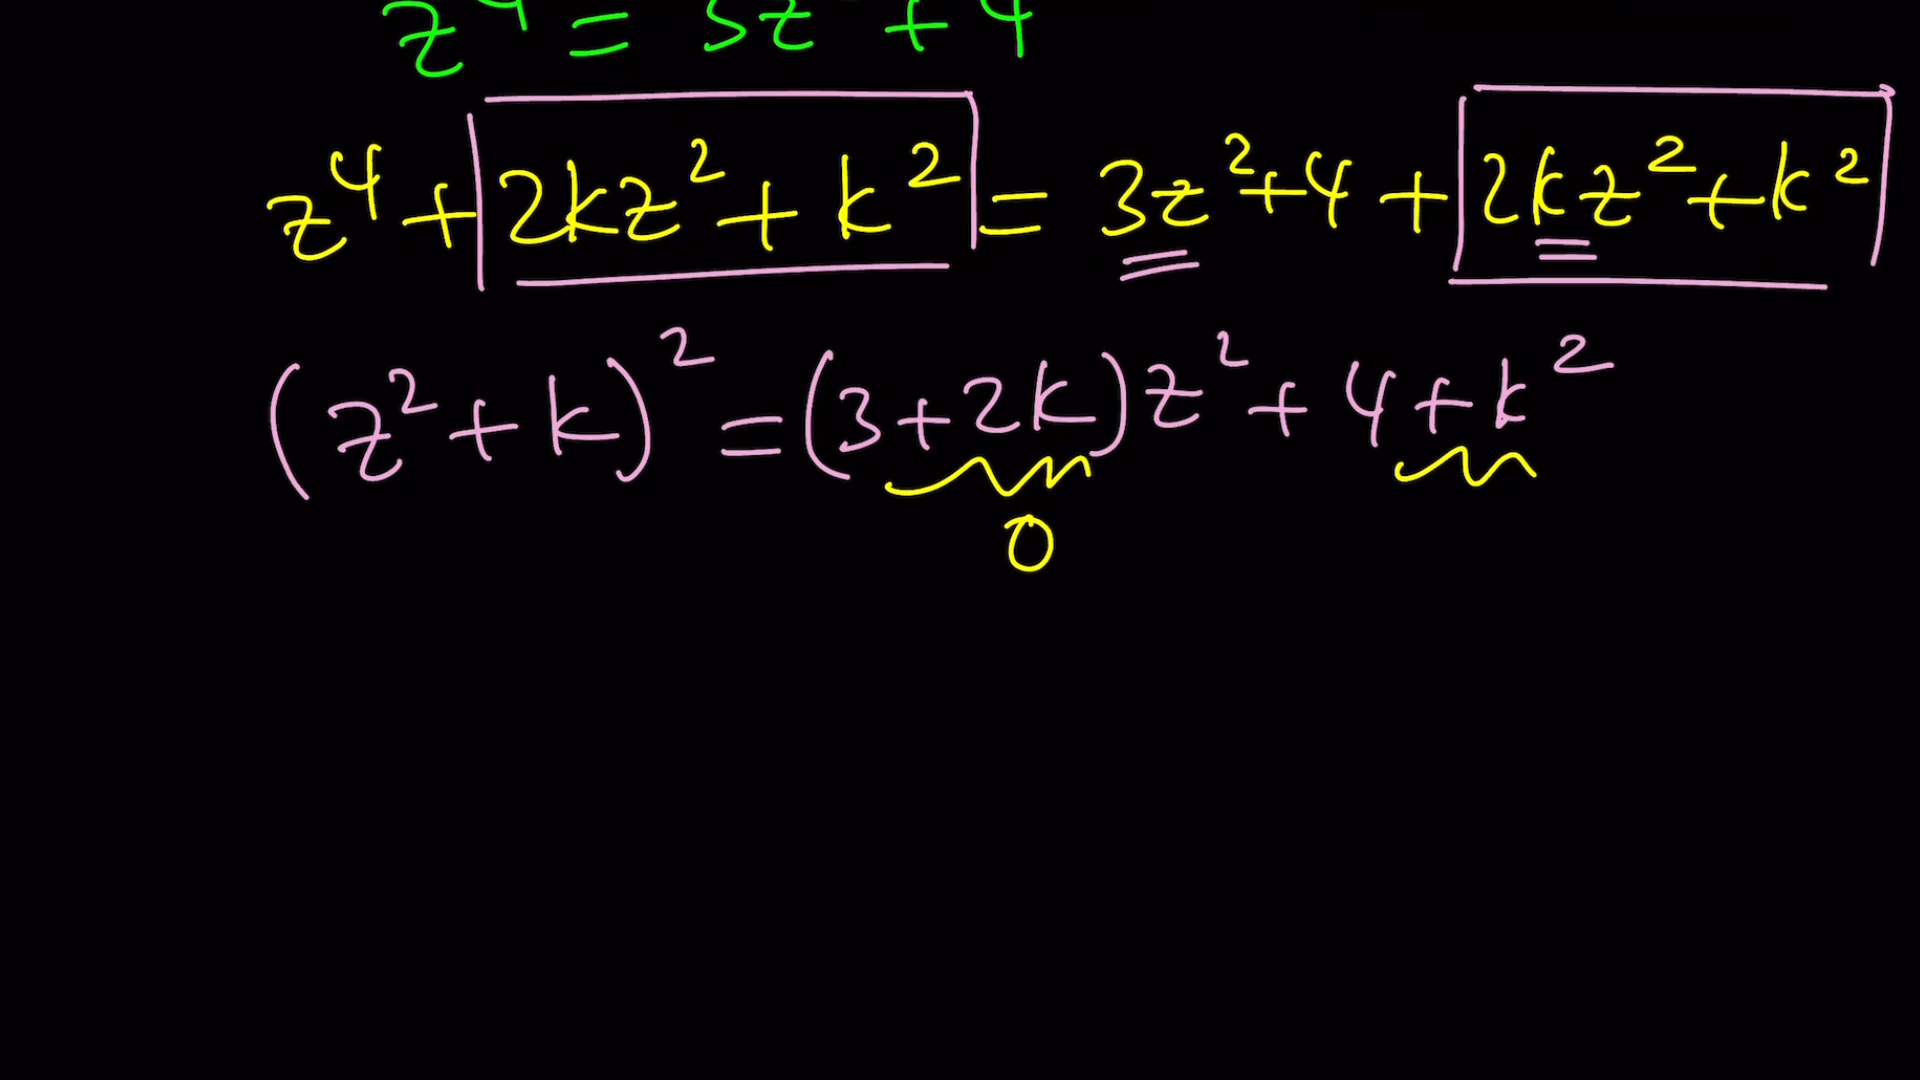 z⁴ = 3z² + 4
z⁴ + 2kz² + k² = 3z² + 4 + 2kz² + k²
(z² + k)² = (3 + 2k)z² + 4 + k²
0